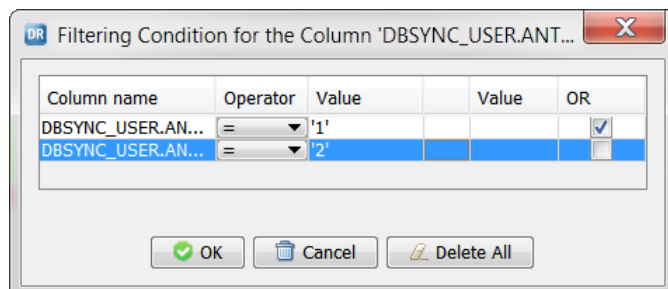 DR Filtering Condition for the Column 'DBSYNC_USER.ANT... X
Column name Operator Value Value OR
DBSYNC_USER.AN... = '1'
DBSYNC_USER.AN... = '2'
OK Cancel Delete All